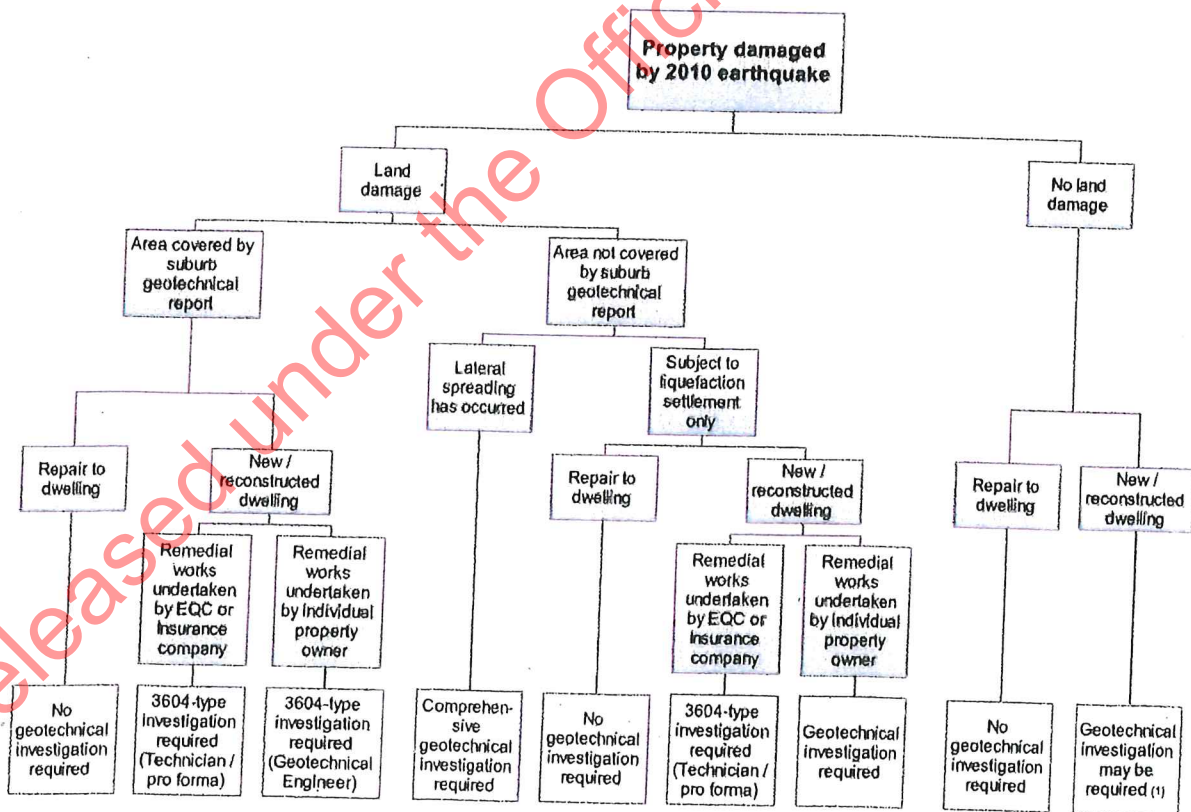 Released under the Offici
Property damaged
by 2010 earthquake
Land
damage
No land
damage
Area covered by
suburb
geotechnical
report
Area not covered
by suburb
geotechnical
report
Lateral
spreading
has occurred
Subject to
liquefaction
settlement
only
Repair to
dwelling
New /
reconstructed
dwelling
Repair to
dwelling
New /
reconstructed
dwelling
Repair to
dwelling
New /
reconstructed
dwelling
Remedial
works
undertaken
by EQC or
Insurance
company
Remedial
works
undertaken
by individual
property
owner
Remedial
works
undertaken
by EQC or
Insurance
company
Remedial
works
undertaken
by individual
property
owner
No
geotechnical
investigation
required
3604-type
investigation
required
(Technician /
pro forma)
3604-type
investigation
required
(Geotechnical
Engineer)
Comprehen-
sive
geotechnical
investigation
required
No
geotechnical
investigation
required
3604-type
investigation
required
(Technician /
pro forma)
Geotechnical
investigation
required
No
geotechnical
investigation
required
Geotechnical
investigation
may be
required (1)